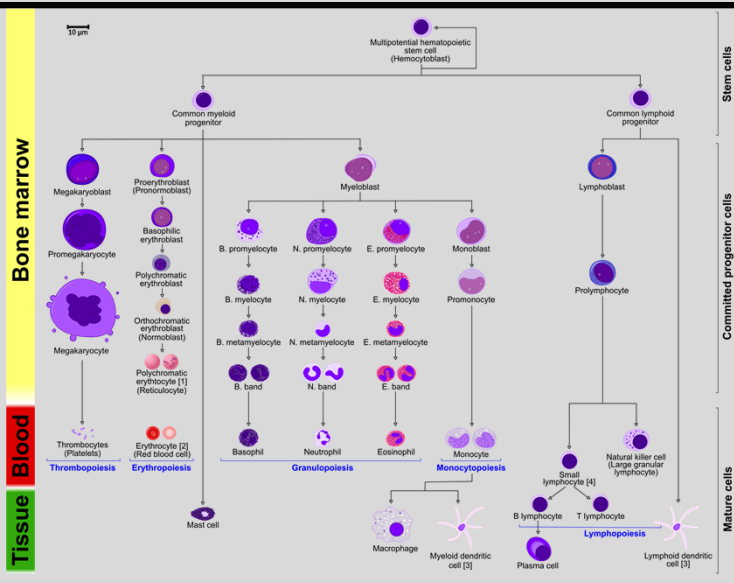 10 µm
Multipotential hematopoietic
stem cell
(Hemocytoblast)
Common myeloid
progenitor
Common lymphoid
progenitor
Stem cells
Bone marrow
Megakaryoblast
Proerythroblast
(Pronormoblast)
Myeloblast
Lymphoblast
Promegakaryocyte
Basophilic
erythroblast
B. promyelocyte
N. promyelocyte
E. promyelocyte
Monoblast
Polychromatic
erythroblast
B. myelocyte
N. myelocyte
E. myelocyte
Promonocyte
Prolymphocyte
Committed progenitor cells
Orthochromatic
erythroblast
(Normoblast)
B. metamyelocyte
N. metamyelocyte
E. metamyelocyte
Megakaryocyte
Polychromatic
erythtocyte [1]
(Reticulocyte)
B. band
N. band
E. band
Blood
Thrombocytes
(Platelets)
Erythrocyte [2]
(Red blood cell)
Basophil
Neutrophil
Eosinophil
Monocyte
Natural killer cell
(Large granular
lymphocyte)
Thrombopoiesis
Erythropoiesis
Granulopoiesis
Monocytopoiesis
Small
lymphocyte [4]
Mature cells
Tissue
Mast cell
B lymphocyte
T lymphocyte
Lymphopoiesis
Macrophage
Myeloid dendritic
cell [3]
Plasma cell
Lymphoid dendritic
cell [3]